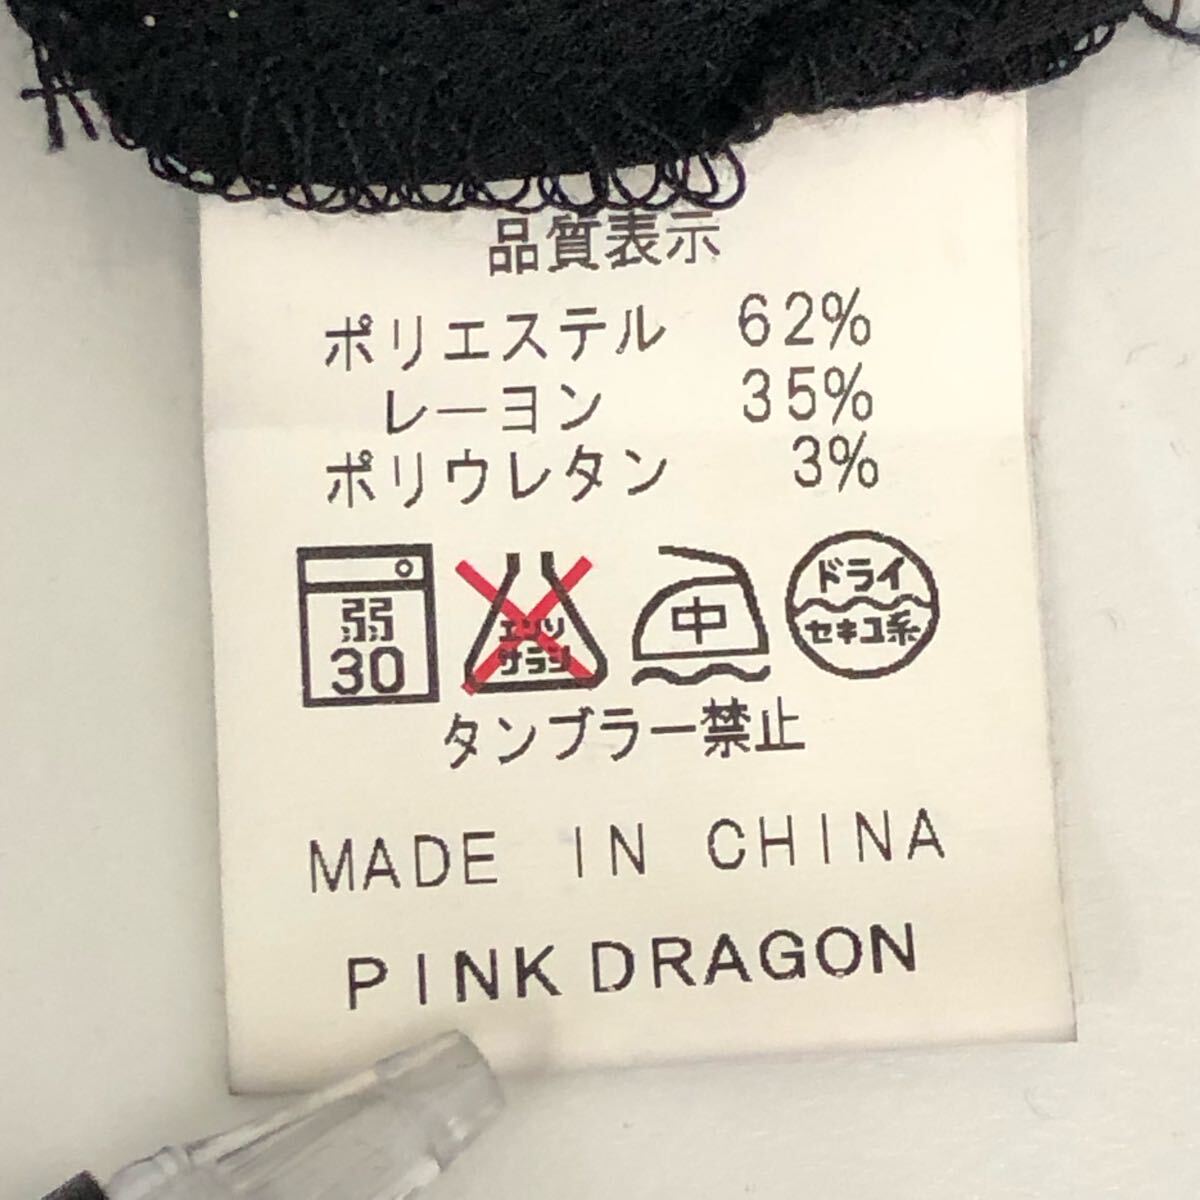 品質表示
ポリエステル 62%
レーヨン 35%
ポリウレタン 3%
弱
30
エンソ
サラシ
中
ドライ
セキユ系
タンブラー禁止
MADE IN CHINA
PINK DRAGON